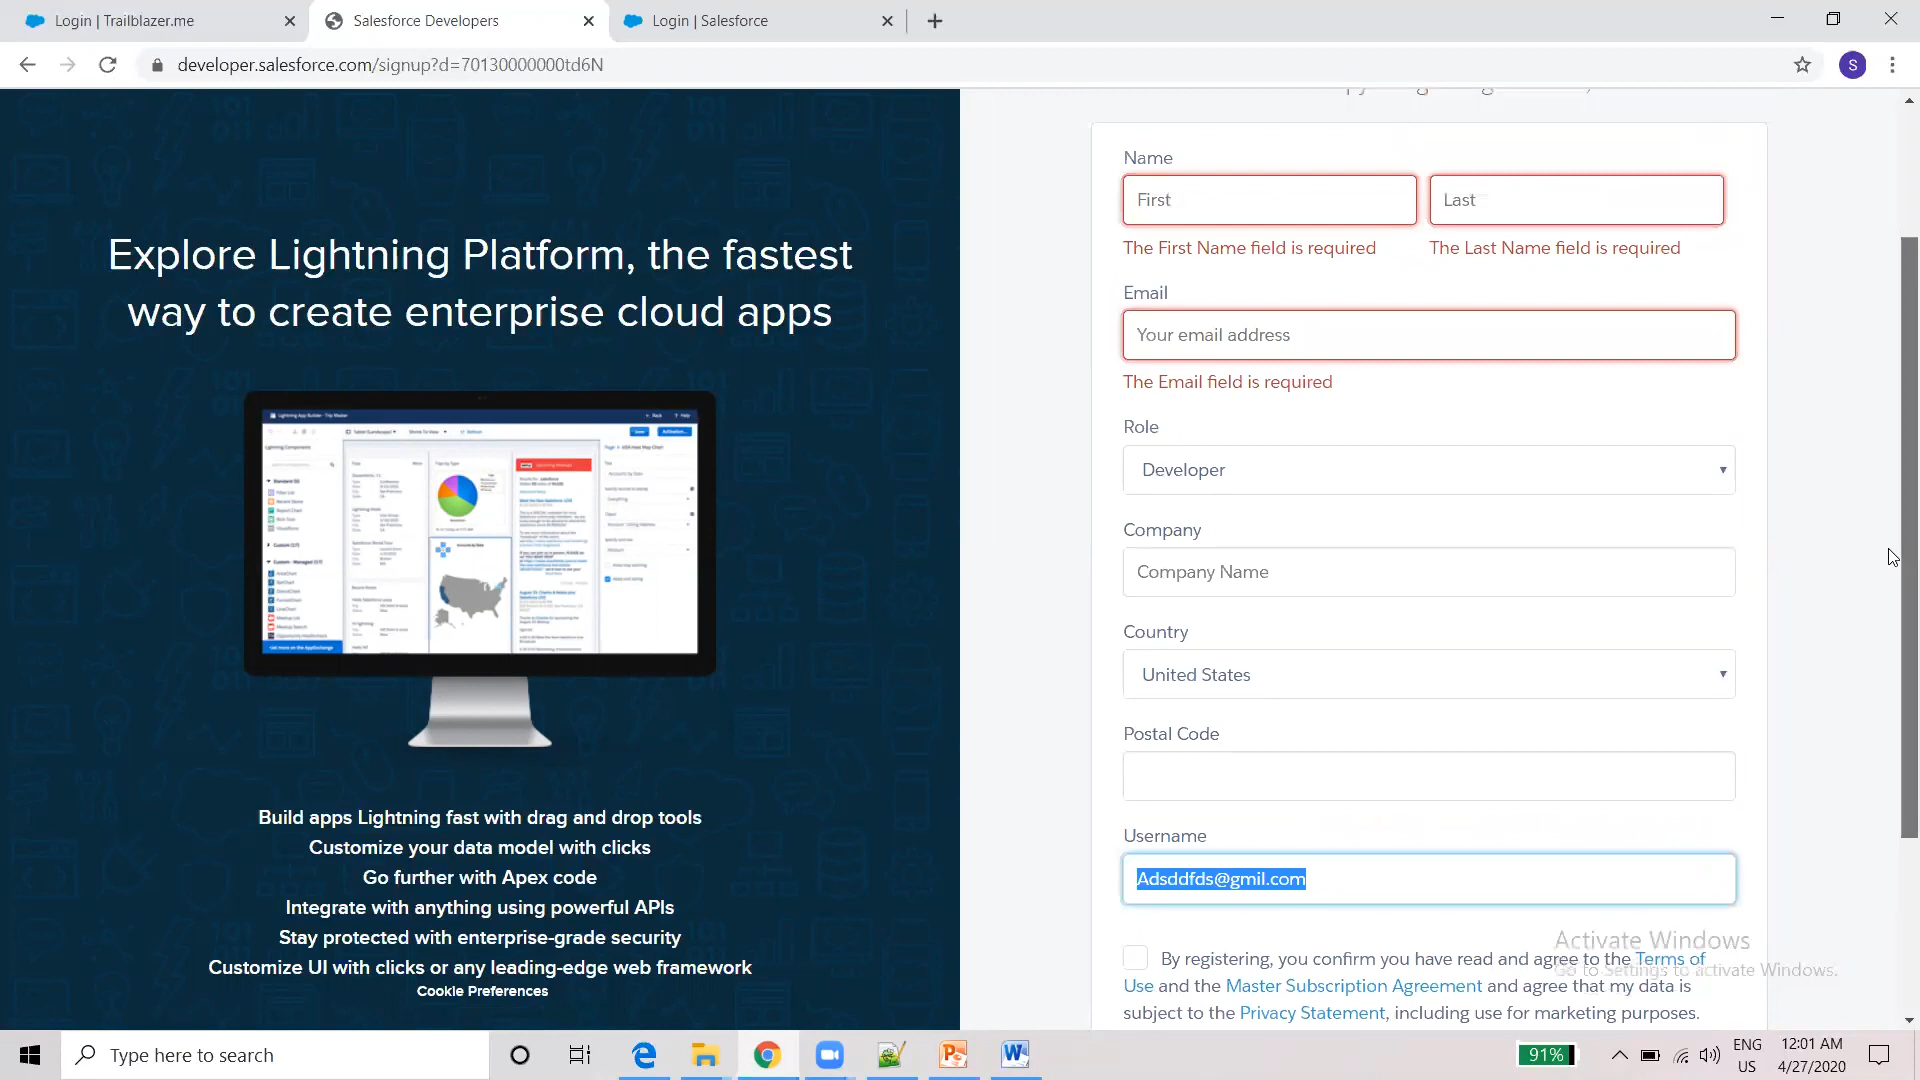 Login | Trailblazer.me
Salesforce Developers
Login | Salesforce
developer.salesforce.com/signup?d=70130000000td6N
S
Explore Lightning Platform, the fastest
way to create enterprise cloud apps
Build apps Lightning fast with drag and drop tools
Customize your data model with clicks
Go further with Apex code
Integrate with anything using powerful APIs
Stay protected with enterprise-grade security
Customize UI with clicks or any leading-edge web framework
Cookie Preferences
Name
First
Last
The First Name field is required
The Last Name field is required
Email
Your email address
The Email field is required
Role
Developer
Company
Company Name
Country
United States
Postal Code
Username
Adsddfds@gmil.com
Activate Windows
Go to Settings to activate Windows.
By registering, you confirm you have read and agree to the Terms of
Use and the Master Subscription Agreement and agree that my data is
subject to the Privacy Statement, including use for marketing purposes.
Type here to search
91%
ENG
US
12:01 AM
4/27/2020